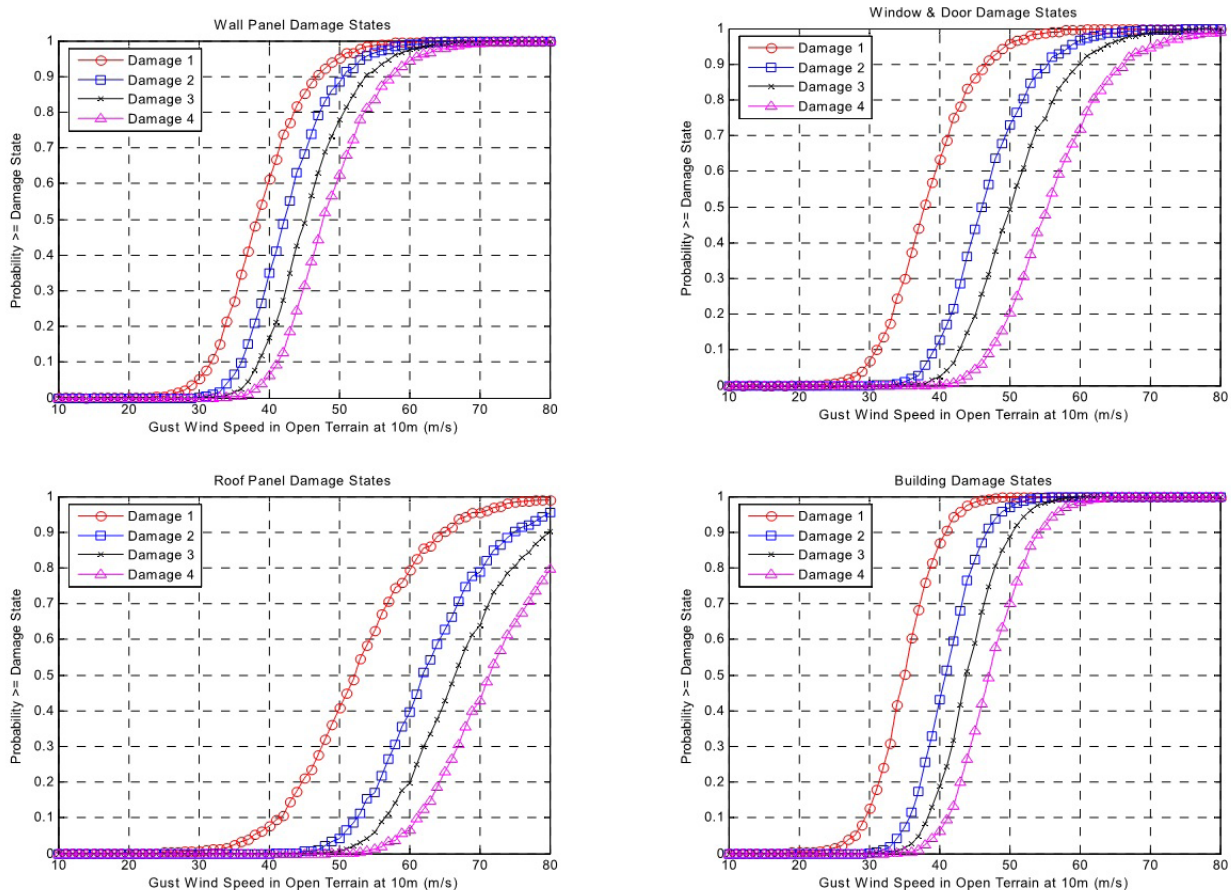 Wall Panel Damage States
1
0.9
0.8
0.7
0.6
0.5
0.4
0.3
0.2
0.1
0
Probability >= Damage State
Damage 1
Damage 2
Damage 3
Damage 4
10 20 30 40 50 60 70 80
Gust Wind Speed in Open Terrain at 10m (m/s)
Window & Door Damage States
1
0.9
0.8
0.7
0.6
0.5
0.4
0.3
0.2
0.1
0
Probability >= Damage State
Damage 1
Damage 2
Damage 3
Damage 4
10 20 30 40 50 60 70 80
Gust Wind Speed in Open Terrain at 10m (m/s)
Roof Panel Damage States
1
0.9
0.8
0.7
0.6
0.5
0.4
0.3
0.2
0.1
0
Probability >= Damage State
Damage 1
Damage 2
Damage 3
Damage 4
10 20 30 40 50 60 70 80
Gust Wind Speed in Open Terrain at 10m (m/s)
Building Damage States
1
0.9
0.8
0.7
0.6
0.5
0.4
0.3
0.2
0.1
0
Probability >= Damage State
Damage 1
Damage 2
Damage 3
Damage 4
10 20 30 40 50 60 70 80
Gust Wind Speed in Open Terrain at 10m (m/s)